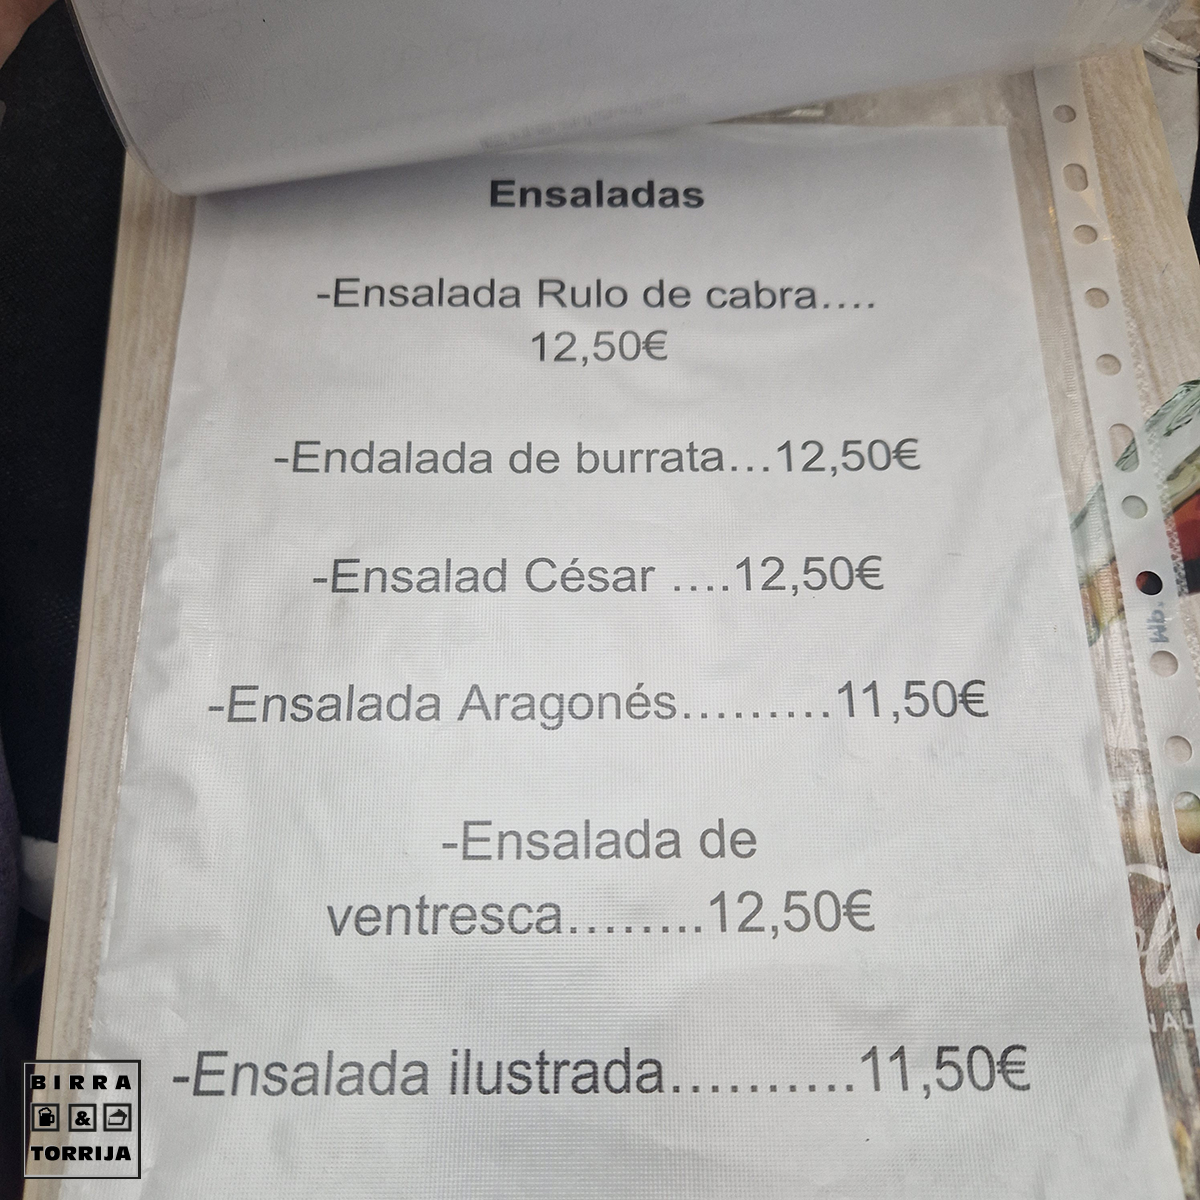 Ensaladas
-Ensalada Rulo de cabra....
12,50€
-Endalada de burrata...12,50€
-Ensalad César ....12,50€
-Ensalada Aragonés.........11,50€
-Ensalada de
ventresca........12,50€
-Ensalada ilustrada..........11,50€
BIRRA
&
TORRIJA